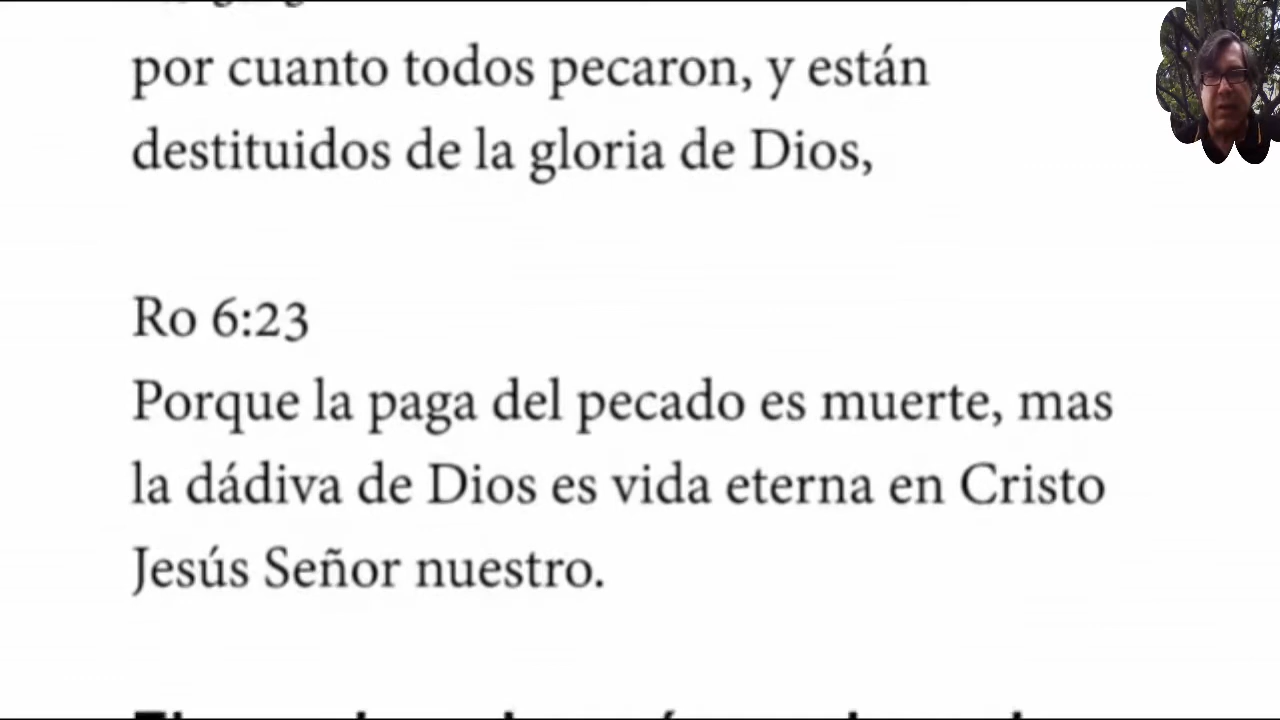 por cuanto todos pecaron, y están
destituidos de la gloria de Dios,
Ro 6:23
Porque la paga del pecado es muerte, mas
la dádiva de Dios es vida eterna en Cristo
Jesús Señor nuestro.